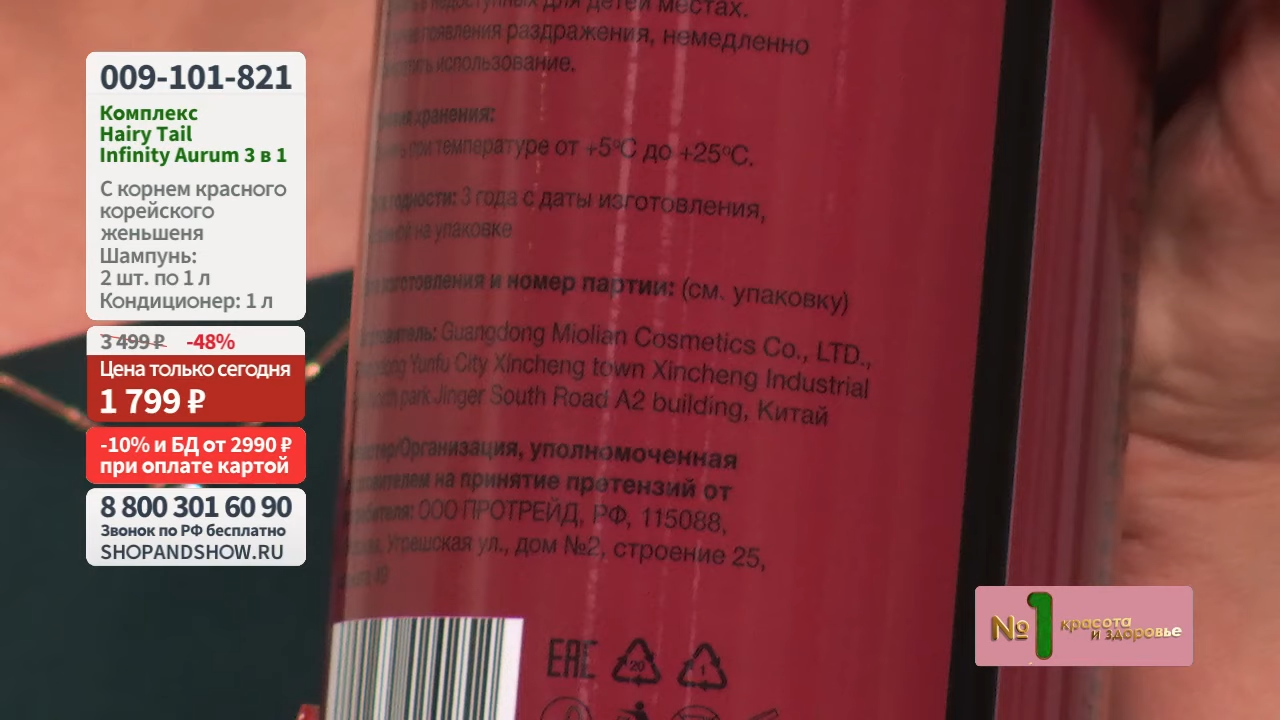 009-101-821
Комплекс
Hairy Tail
Infinity Aurum 3 в 1
С корнем красного
корейского
женьшеня
Шампунь:
2 шт. по 1 л
Кондиционер: 1 л
3 499 ₽ -48%
Цена только сегодня
1 799 ₽
-10% и БД от 2990 ₽
при оплате картой
8 800 301 60 90
Звонок по РФ бесплатно
SHOPANDSHOW.RU
для детей местах.
появления раздражения, немедленно
использование.
хранения:
при температуре от +5°C до +25°C.
годности: 3 года с даты изготовления,
на упаковке
изготовления и номер партии: (см. упаковку)
Guangdong Miolian Cosmetics Co., LTD.,
Yunfu City Xincheng town Xincheng Industrial
park Jinger South Road A2 building, Китай
/Организация, уполномоченная
на принятие претензий от
ООО ПРОТРЕЙД, РФ, 115088,
Угрешская ул., дом №2, строение 25,
EAC 20 1
№1 красота
и здоровье